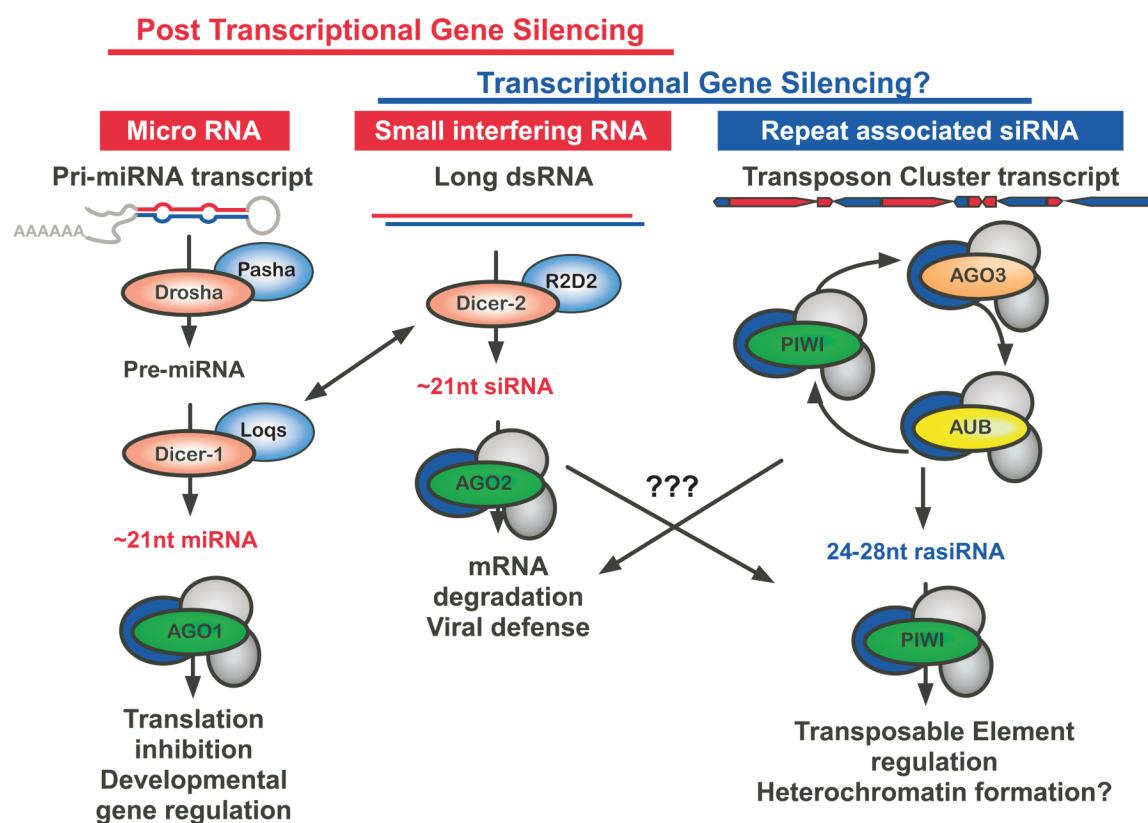 Post Transcriptional Gene Silencing
Transcriptional Gene Silencing?
Micro RNA
Pri-miRNA transcript
AAAAAA
Pasha
Drosha
Pre-miRNA
Loqs
Dicer-1
~21nt miRNA
AGO1
Translation
inhibition
Developmental
gene regulation
Small interfering RNA
Long dsRNA
R2D2
Dicer-2
~21nt siRNA
AGO2
mRNA
degradation
Viral defense
???
Repeat associated siRNA
Transposon Cluster transcript
AGO3
PIWI
AUB
24-28nt rasiRNA
PIWI
Transposable Element
regulation
Heterochromatin formation?